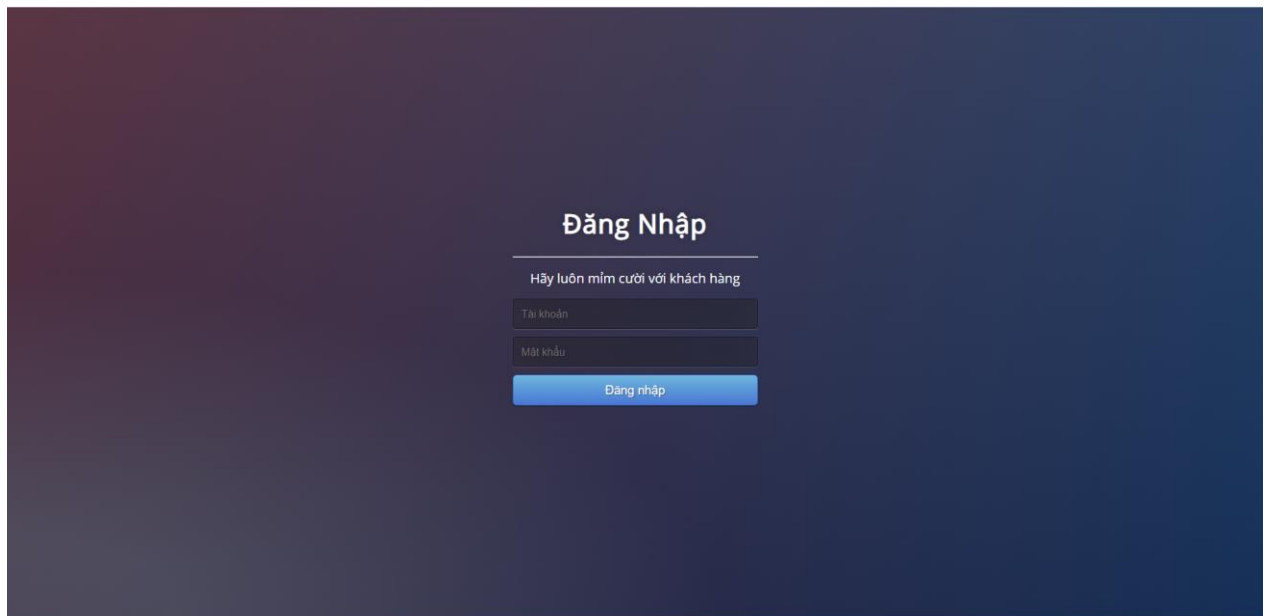 Đăng Nhập
Hãy luôn mỉm cười với khách hàng
Tài khoản
Mật khẩu
Đăng nhập